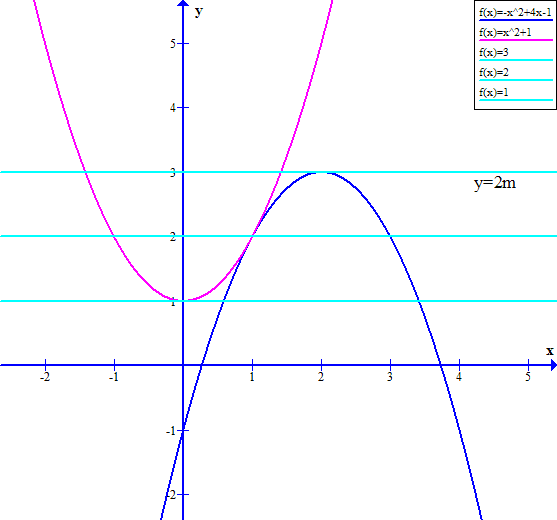 y
f(x)=-x^2+4x-1
f(x)=x^2+1
f(x)=3
f(x)=2
f(x)=1
5
4
3
y=2m
2
1
x
-2 -1 1 2 3 4 5
-1
-2